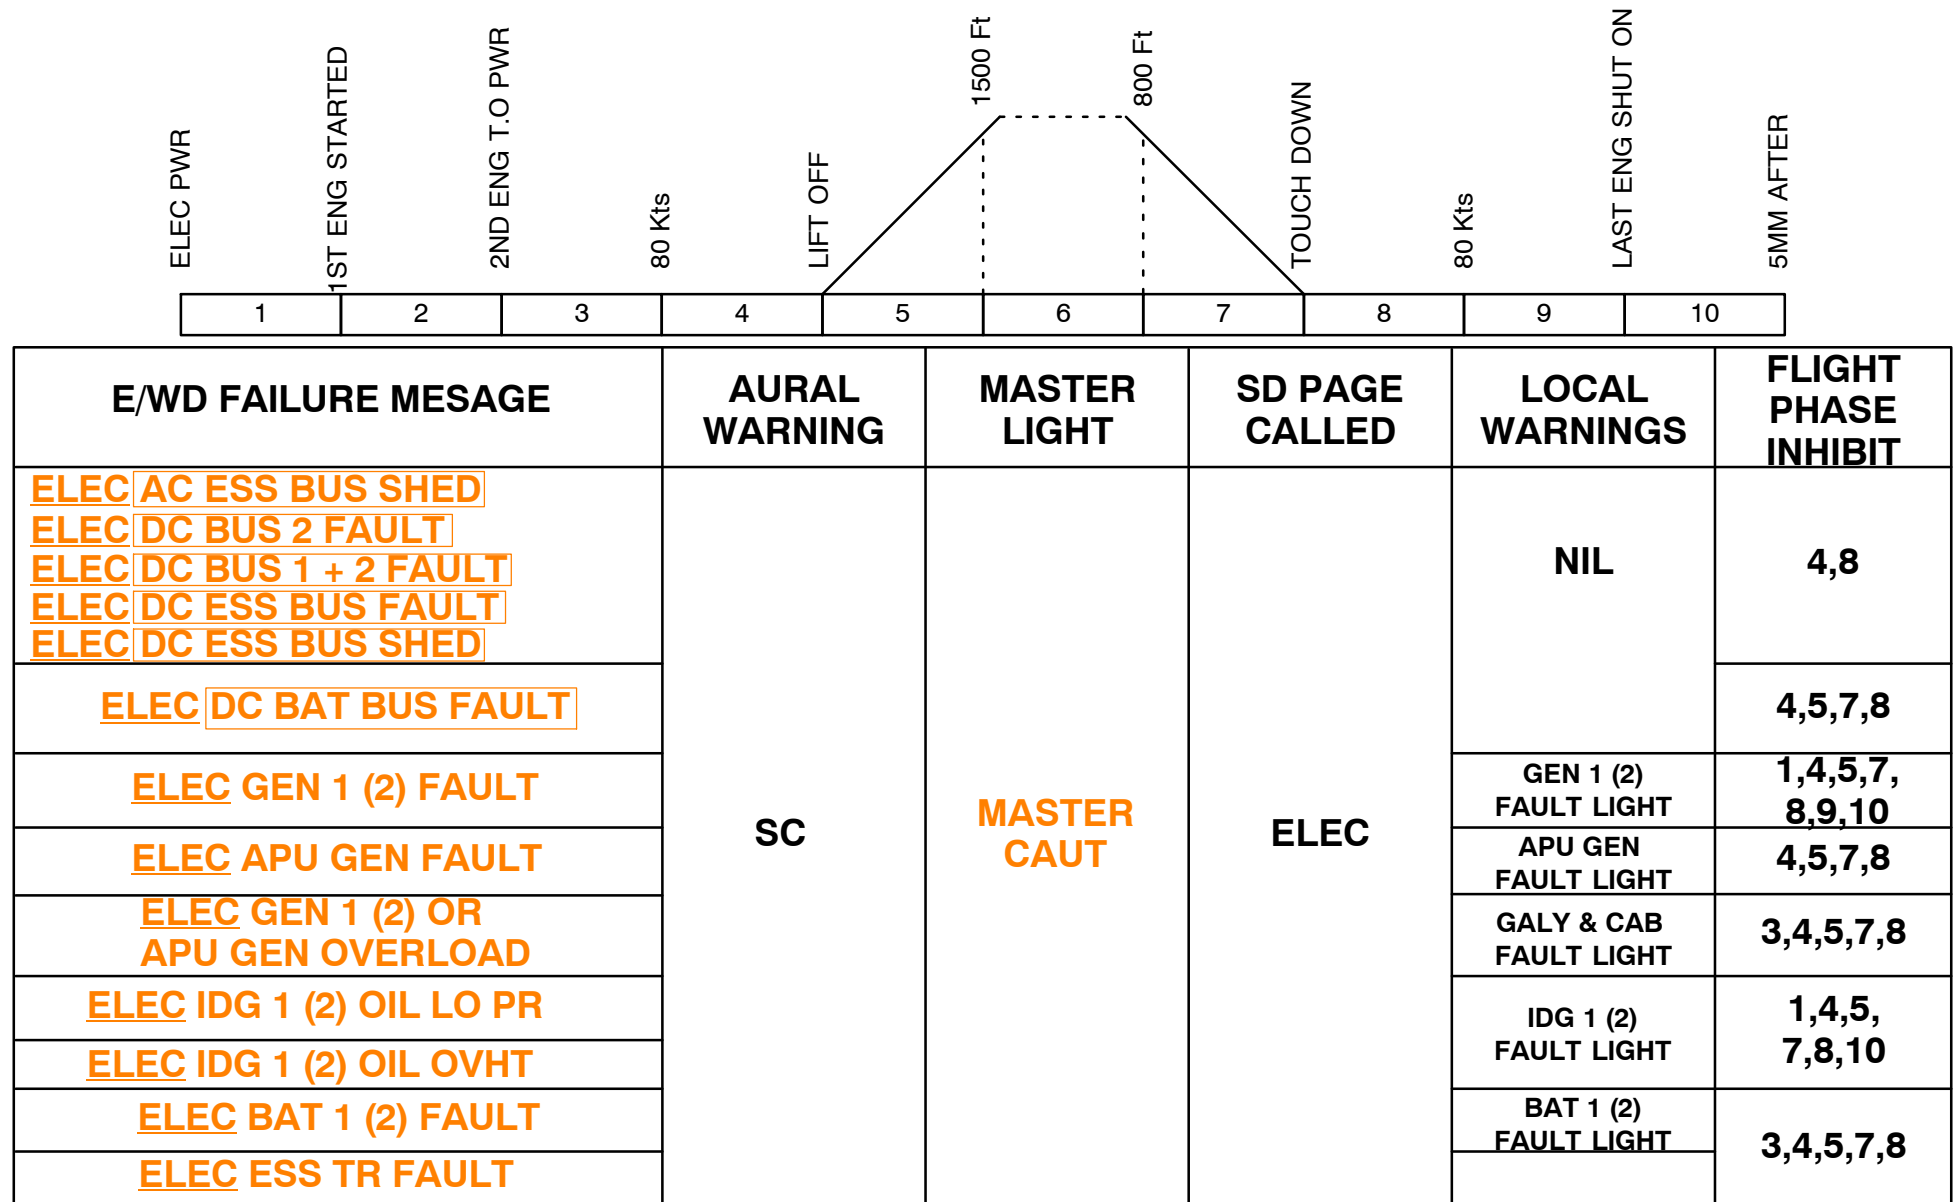 ELEC PWR
1ST ENG STARTED
2ND ENG T.O PWR
80 Kts
LIFT OFF
1500 Ft
800 Ft
TOUCH DOWN
80 Kts
LAST ENG SHUT ON
5MM AFTER
1 2 3 4 5 6 7 8 9 10
E/WD FAILURE MESAGE
AURAL
WARNING
MASTER
LIGHT
SD PAGE
CALLED
LOCAL
WARNINGS
FLIGHT
PHASE
INHIBIT
ELEC AC ESS BUS SHED
ELEC DC BUS 2 FAULT
ELEC DC BUS 1 + 2 FAULT
ELEC DC ESS BUS FAULT
ELEC DC ESS BUS SHED
NIL
4,8
ELEC DC BAT BUS FAULT
4,5,7,8
ELEC GEN 1 (2) FAULT
GEN 1 (2)
FAULT LIGHT
1,4,5,7,
8,9,10
SC
MASTER
CAUT
ELEC
ELEC APU GEN FAULT
APU GEN
FAULT LIGHT
4,5,7,8
ELEC GEN 1 (2) OR
APU GEN OVERLOAD
GALY & CAB
FAULT LIGHT
3,4,5,7,8
ELEC IDG 1 (2) OIL LO PR
ELEC IDG 1 (2) OIL OVHT
IDG 1 (2)
FAULT LIGHT
1,4,5,
7,8,10
ELEC BAT 1 (2) FAULT
BAT 1 (2)
FAULT LIGHT
3,4,5,7,8
ELEC ESS TR FAULT